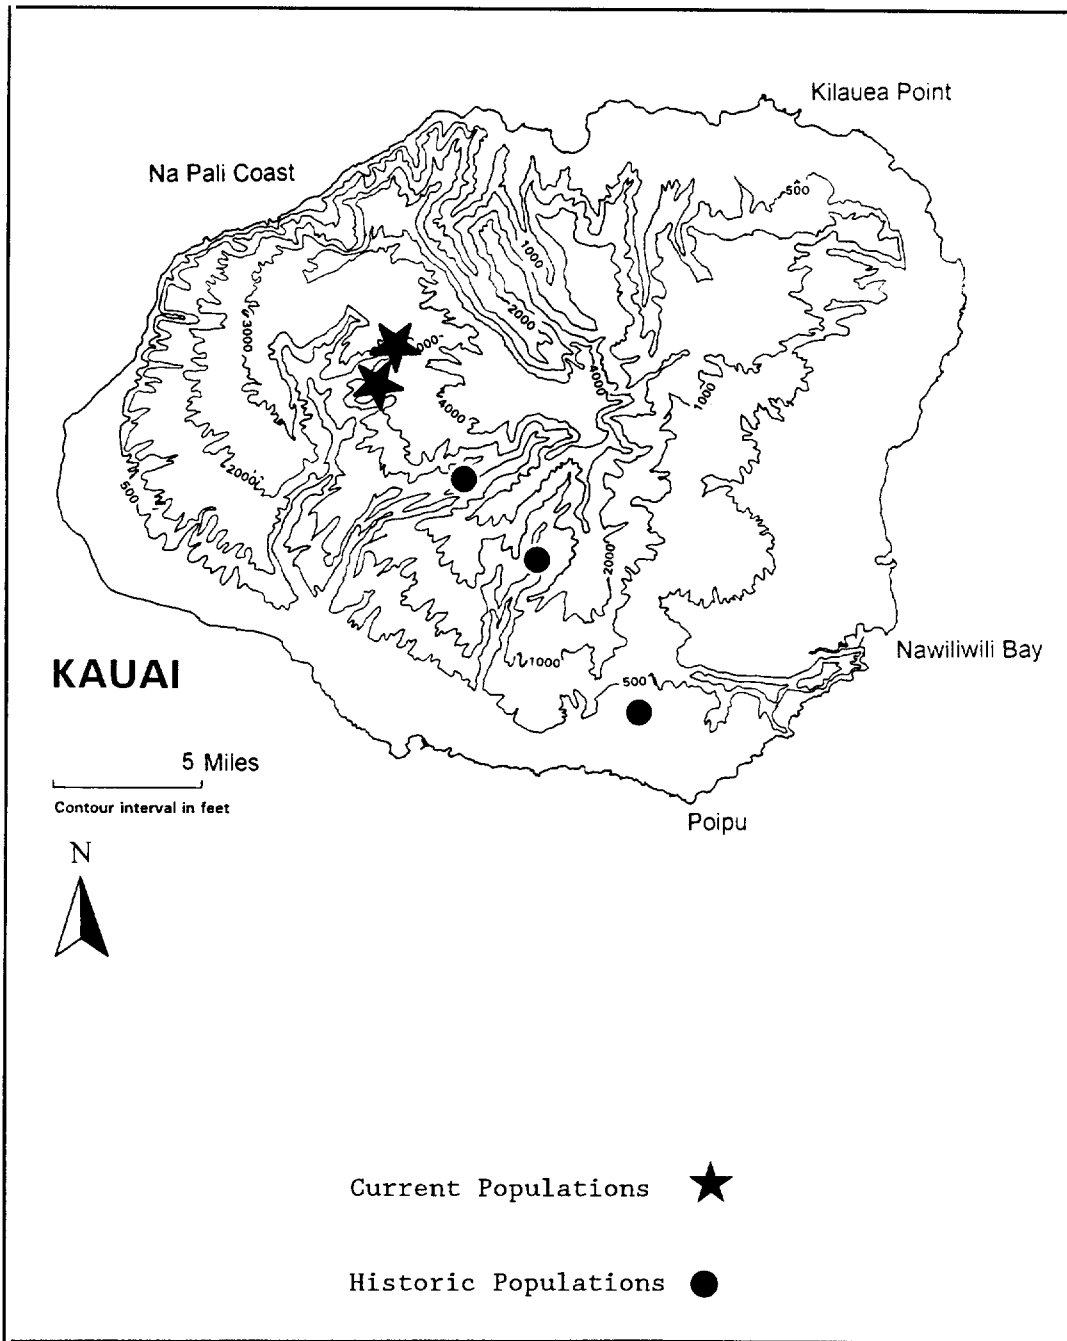 Kilauea Point
Na Pali Coast
500
1000
3000
2000
4000
4000
1000
2000
500
2000
Nawiliwili Bay
1000
500
KAUAI
5 Miles
Contour interval in feet
Poipu
N
Current Populations
Historic Populations